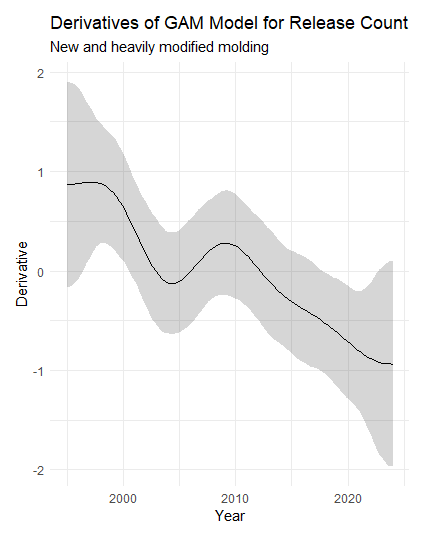 Derivatives of GAM Model for Release Count
New and heavily modified molding
2
1
0
-1
-2
Derivative
2000 2010 2020
Year